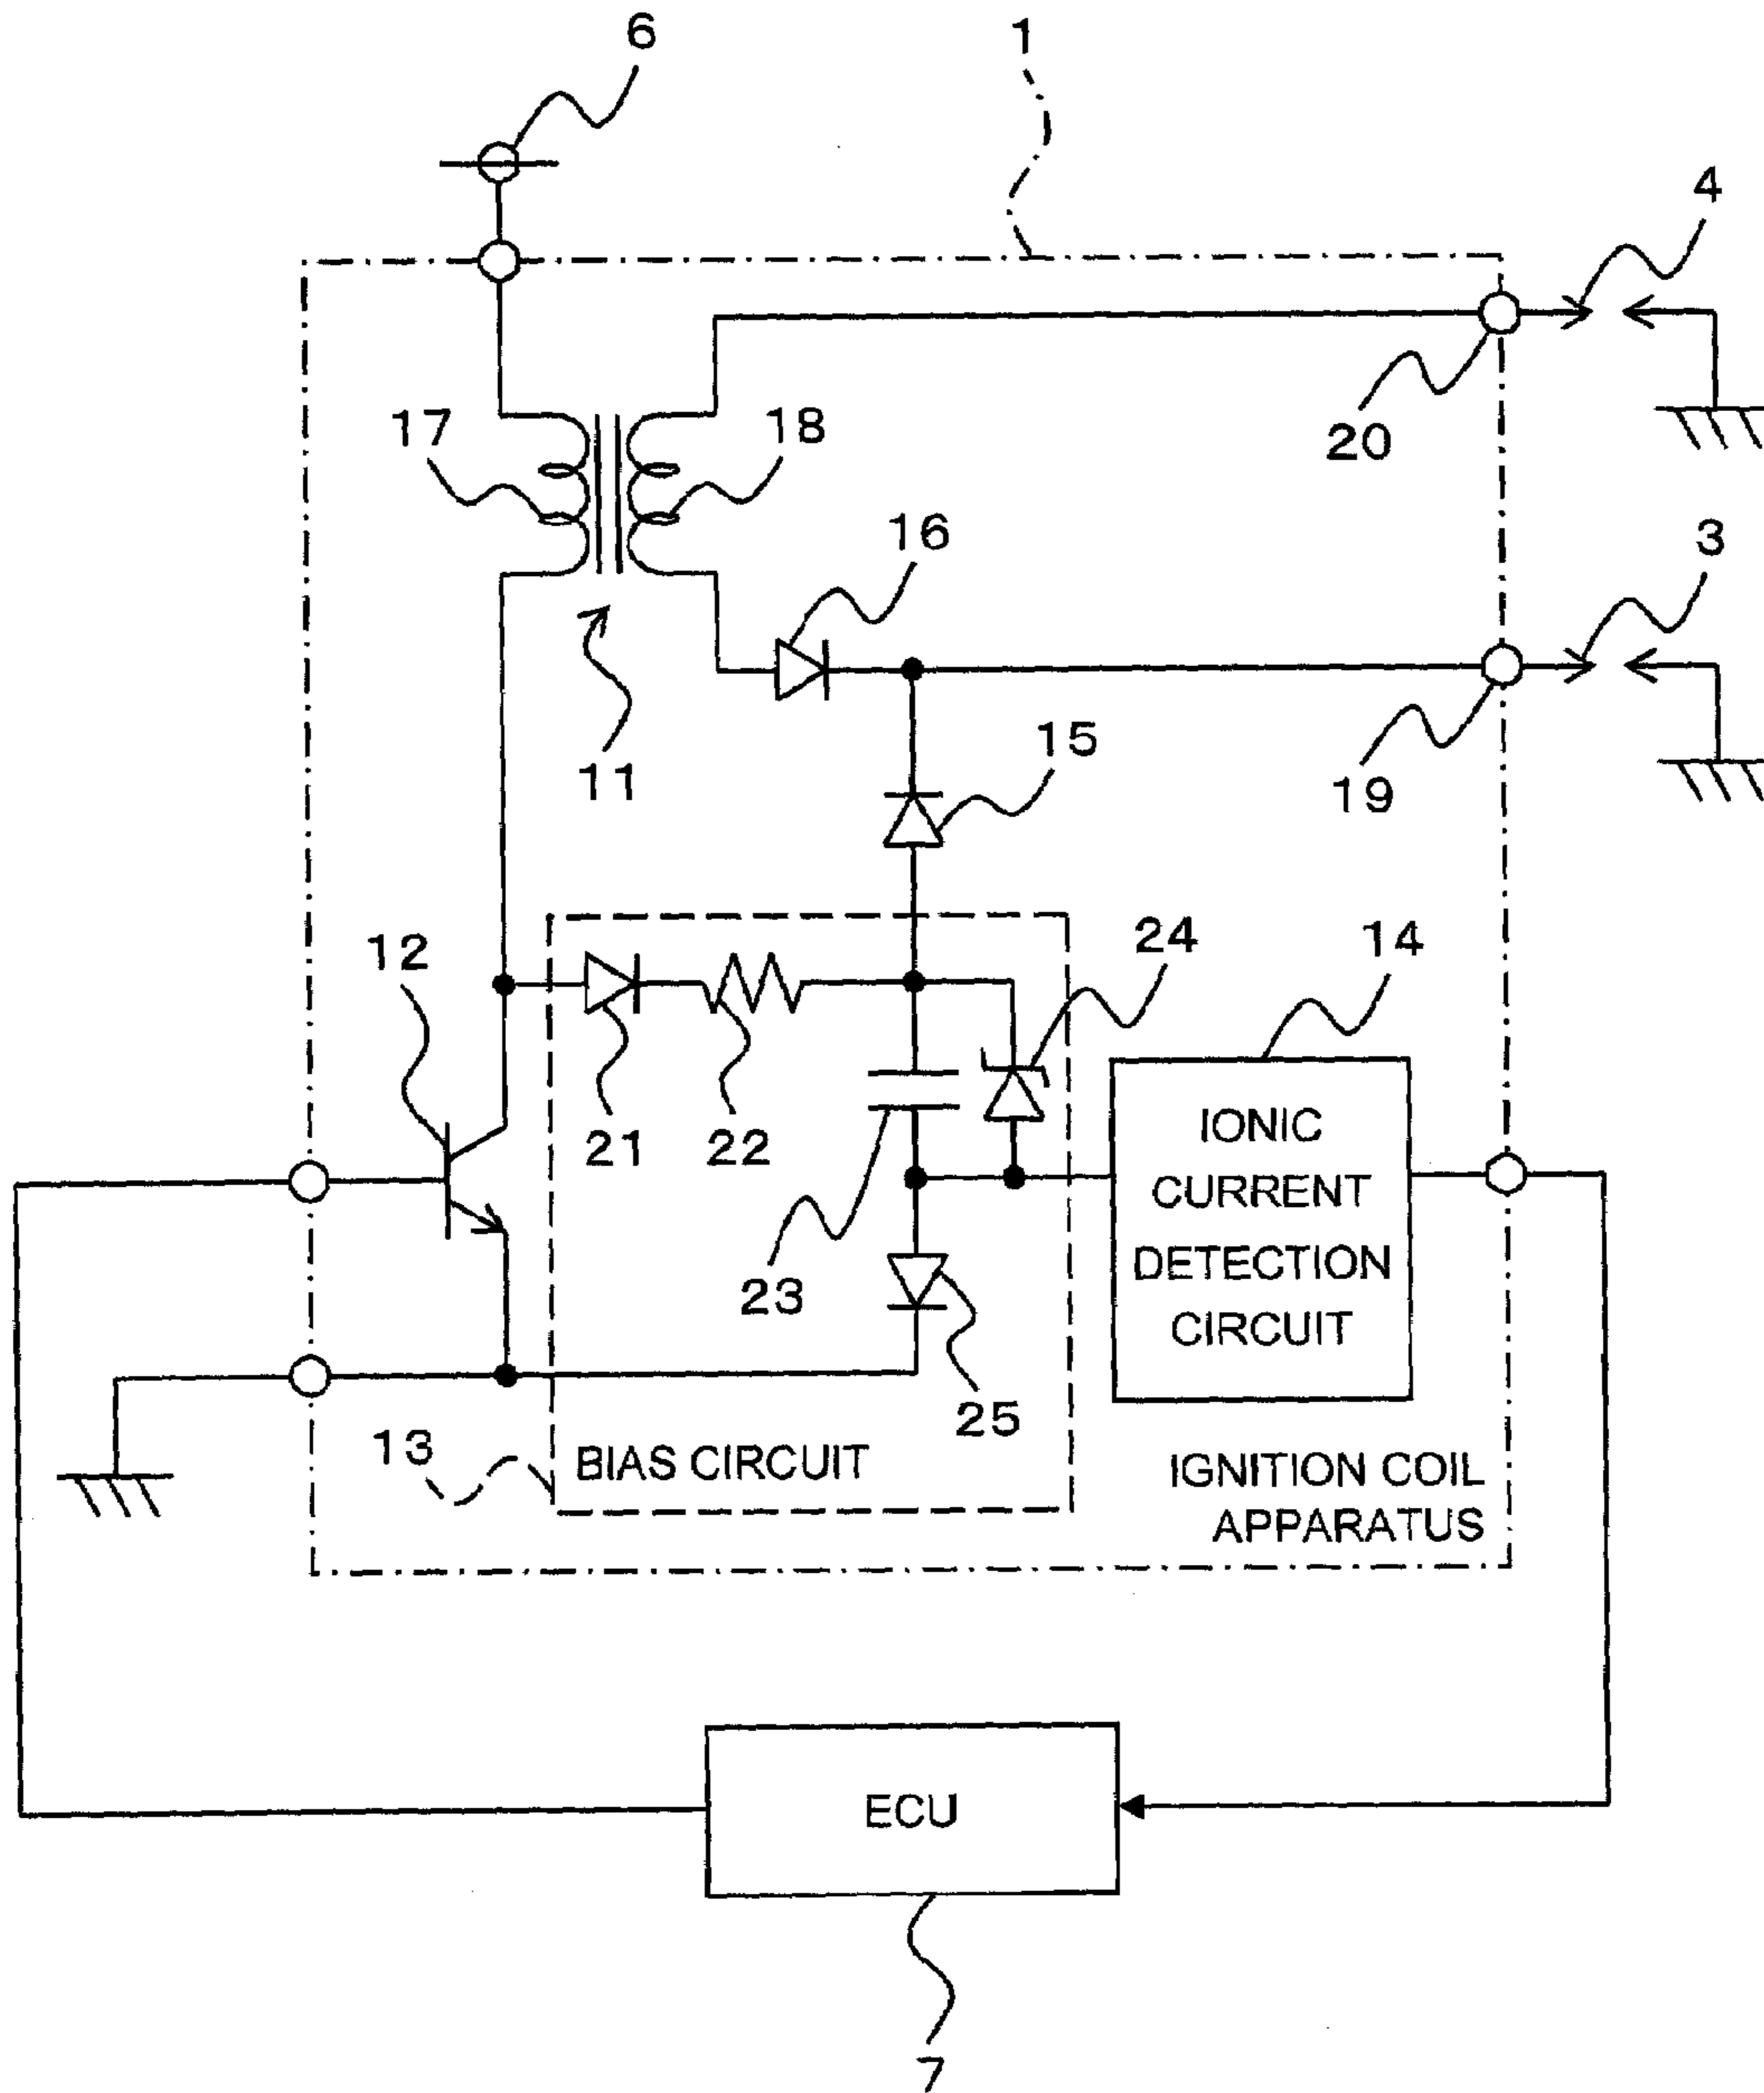 6
1
4
17
18
20
16
3
15
11
19
12
24
14
21
22
IONIC
CURRENT
DETECTION
CIRCUIT
23
25
13
BIAS CIRCUIT
IGNITION COIL
APPARATUS
ECU
7